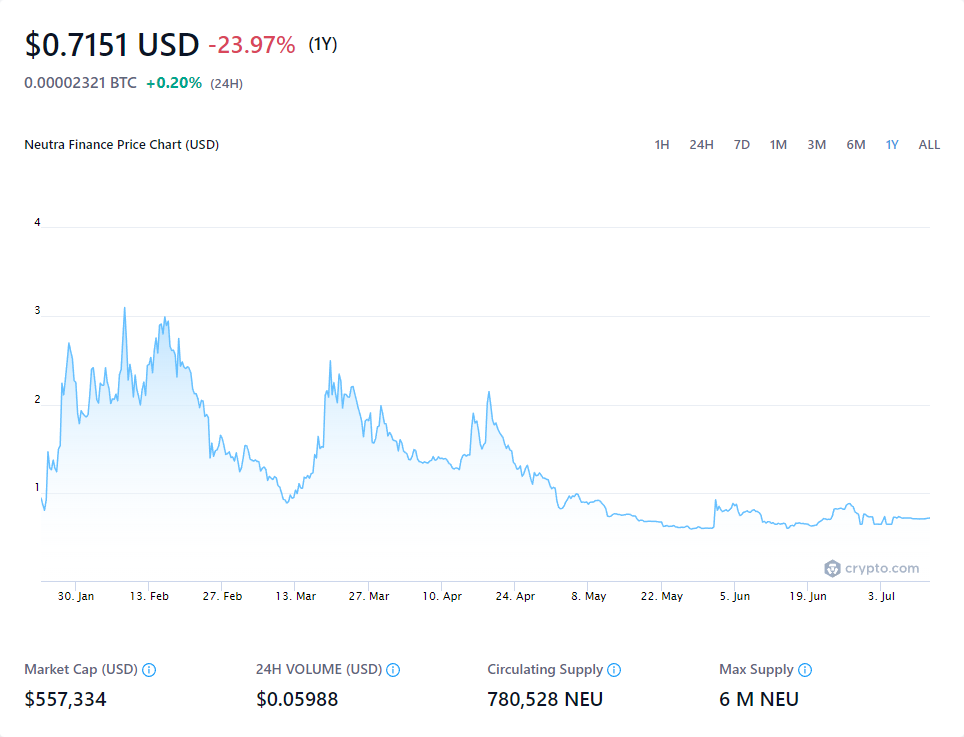 $0.7151 USD -23.97% (1Y)
0.00002321 BTC +0.20% (24H)
Neutra Finance Price Chart (USD) 1H 24H 7D 1M 3M 6M 1Y ALL
4
3
2
1
crypto.com
30. Jan 13. Feb 27. Feb 13. Mar 27. Mar 10. Apr 24. Apr 8. May 22. May 5. Jun 19. Jun 3. Jul
Market Cap (USD) 24H VOLUME (USD) Circulating Supply Max Supply
$557,334 $0.05988 780,528 NEU 6 M NEU